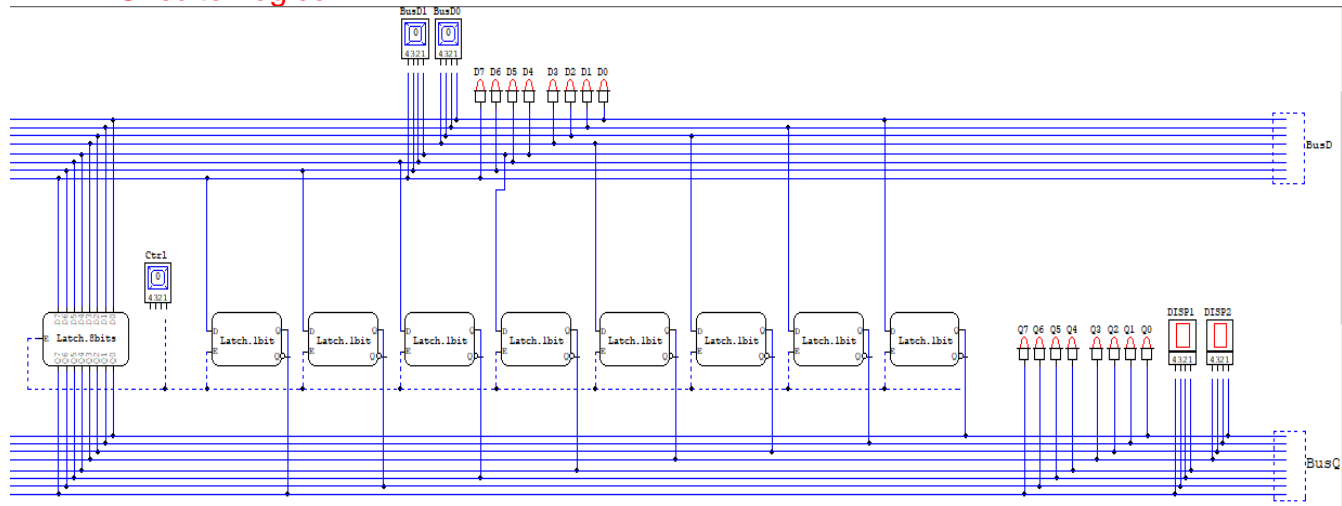 BusD1 BusD0
0 0
4321 4321
D7 D6 D5 D4 D3 D2 D1 D0
BusD
Ctrl
0
4321
D7 D6 D5 D4 D3 D2 D1 D0
E Latch.8bits
Q7 Q6 Q5 Q4 Q3 Q2 Q1 Q0
D Q D Q D Q D Q D Q D Q D Q D Q
Latch.1bit Latch.1bit Latch.1bit Latch.1bit Latch.1bit Latch.1bit Latch.1bit Latch.1bit
E Q E Q E Q E Q E Q E Q E Q E Q
DISP1 DISP2
Q7 Q6 Q5 Q4 Q3 Q2 Q1 Q0
4321 4321
BusQ